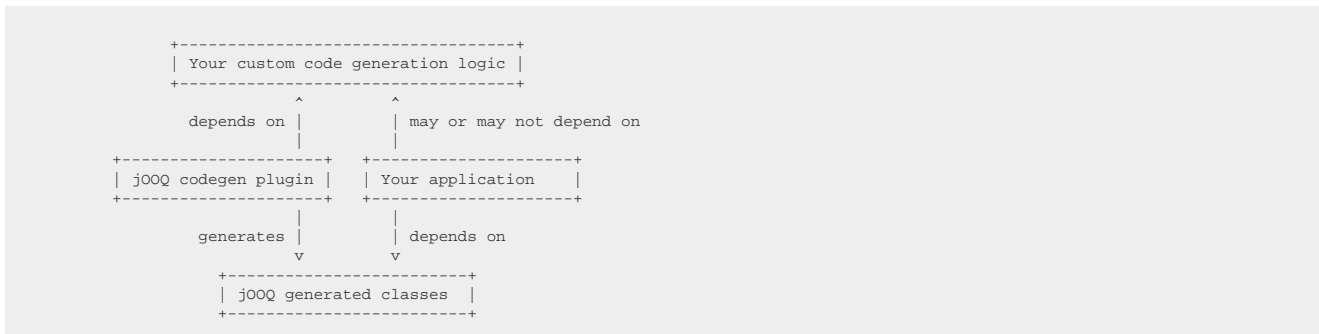 +-----------------------------------+
| Your custom code generation logic |
+-----------------------------------+
^ ^
depends on | | may or may not depend on
| |
+---------------------+ +---------------------+
| jOOQ codegen plugin | | Your application |
+---------------------+ +---------------------+
| |
generates | | depends on
v v
+-------------------------+
| jOOQ generated classes |
+-------------------------+